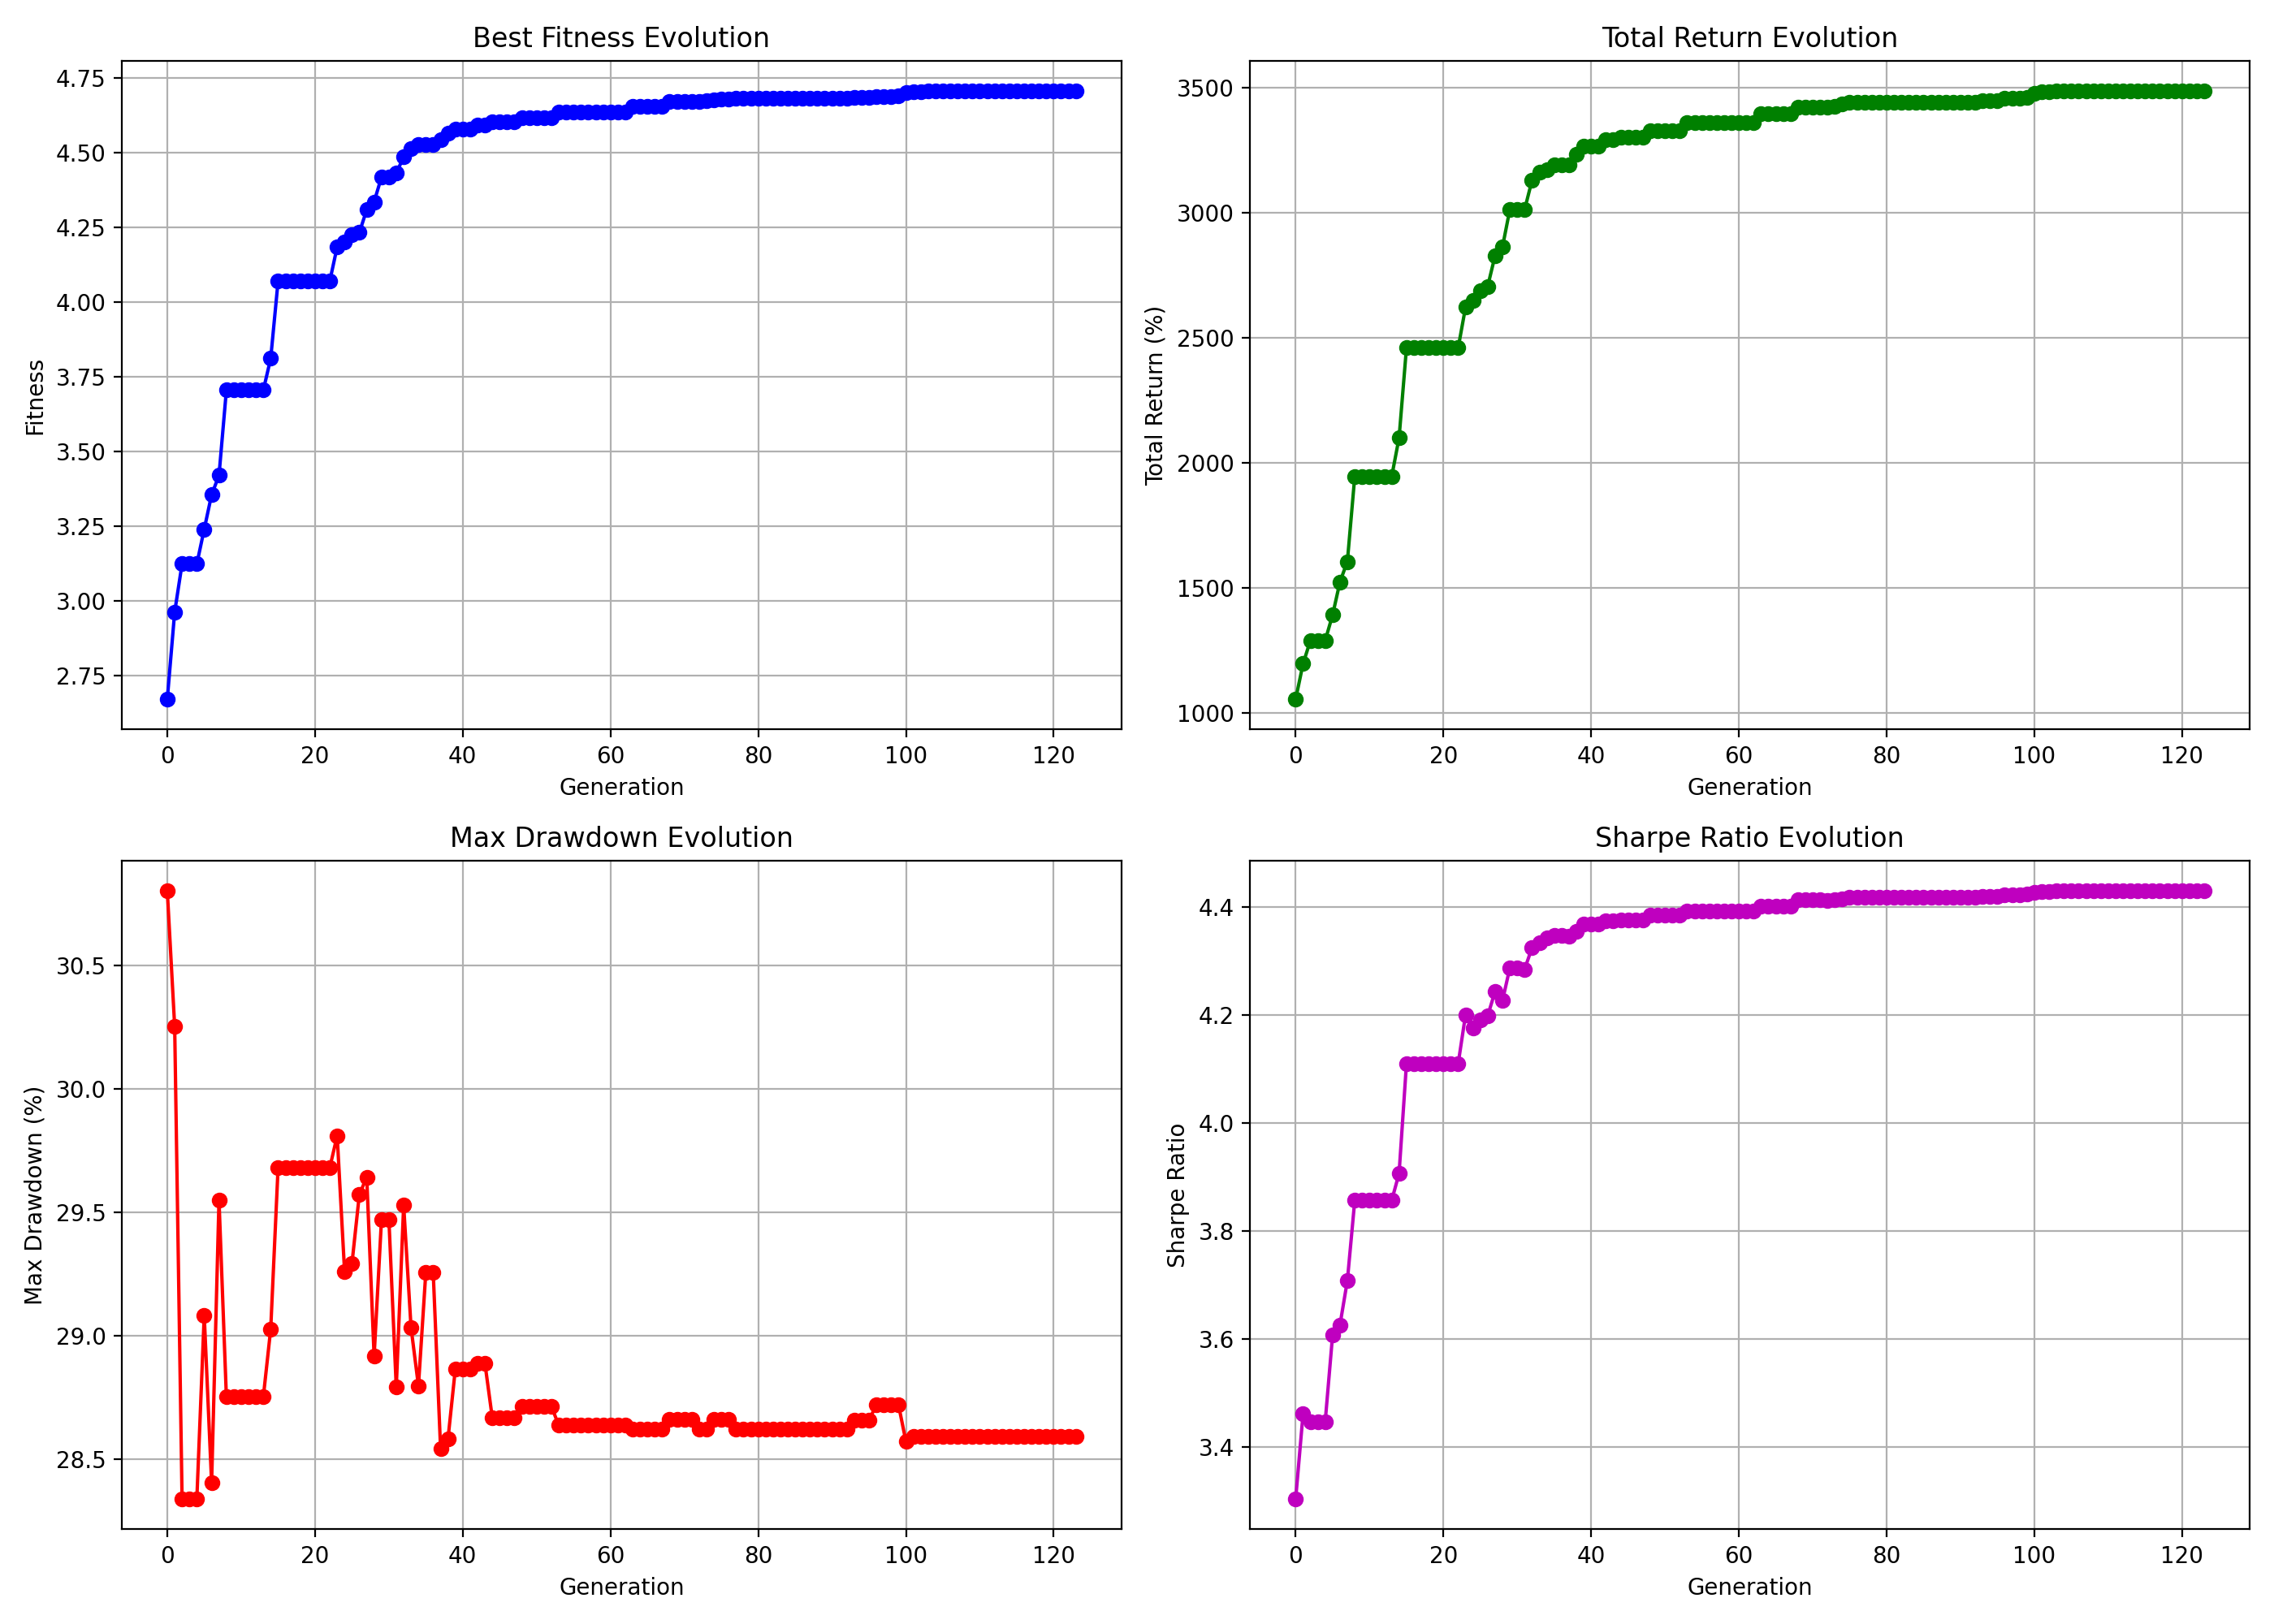 Best Fitness Evolution
4.75
4.50
4.25
4.00
3.75
3.50
3.25
3.00
2.75
Fitness
0 20 40 60 80 100 120
Generation
Total Return Evolution
3500
3000
2500
2000
1500
1000
Total Return (%)
0 20 40 60 80 100 120
Generation
Max Drawdown Evolution
30.5
30.0
29.5
29.0
28.5
Max Drawdown (%)
0 20 40 60 80 100 120
Generation
Sharpe Ratio Evolution
4.4
4.2
4.0
3.8
3.6
3.4
Sharpe Ratio
0 20 40 60 80 100 120
Generation